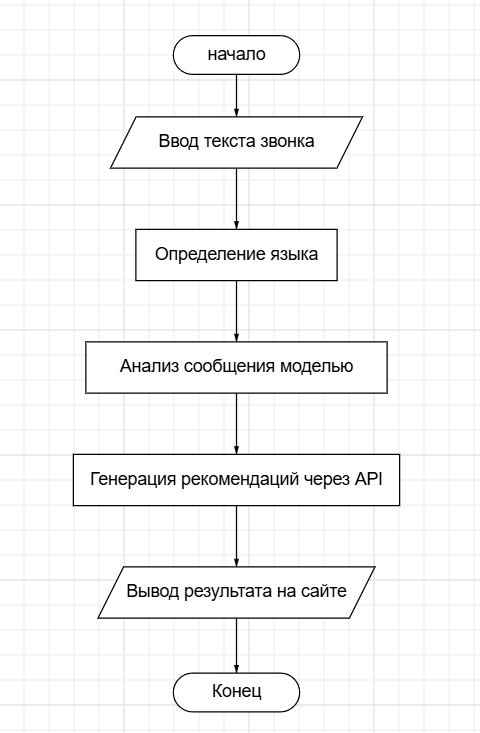 начало
Ввод текста звонка
Определение языка
Анализ сообщения моделью
Генерация рекомендаций через API
Вывод результата на сайте
Конец